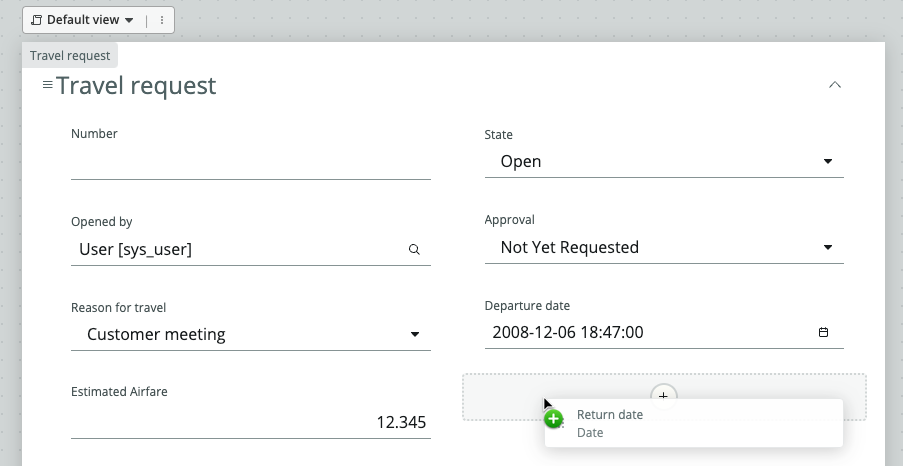 Default view
Travel request
Travel request
Number
State
Open
Opened by
User [sys_user]
Approval
Not Yet Requested
Reason for travel
Customer meeting
Departure date
2008-12-06 18:47:00
Estimated Airfare
12.345
Return date
Date